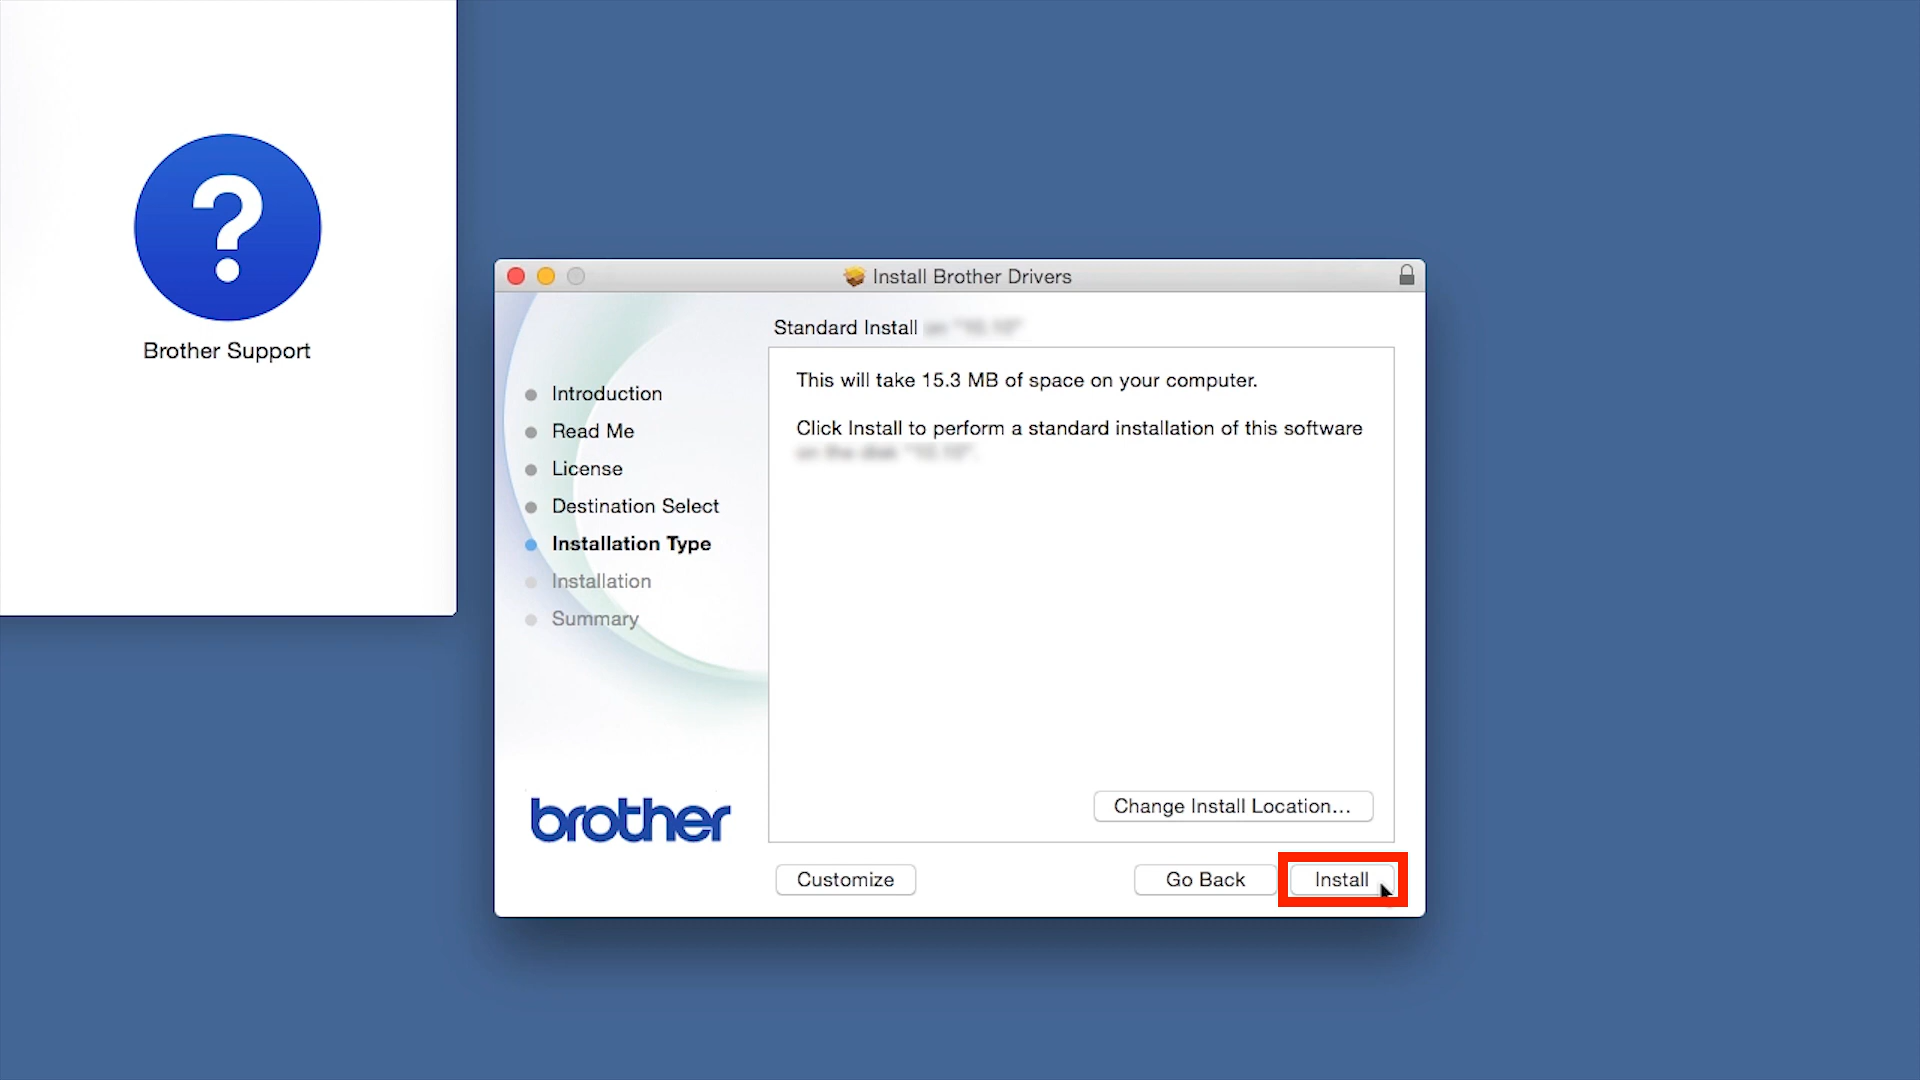 ?
Brother Support
Install Brother Drivers
Standard Install
This will take 15.3 MB of space on your computer.
Click Install to perform a standard installation of this software
Introduction
Read Me
License
Destination Select
Installation Type
Installation
Summary
brother
Change Install Location...
Customize
Go Back
Install